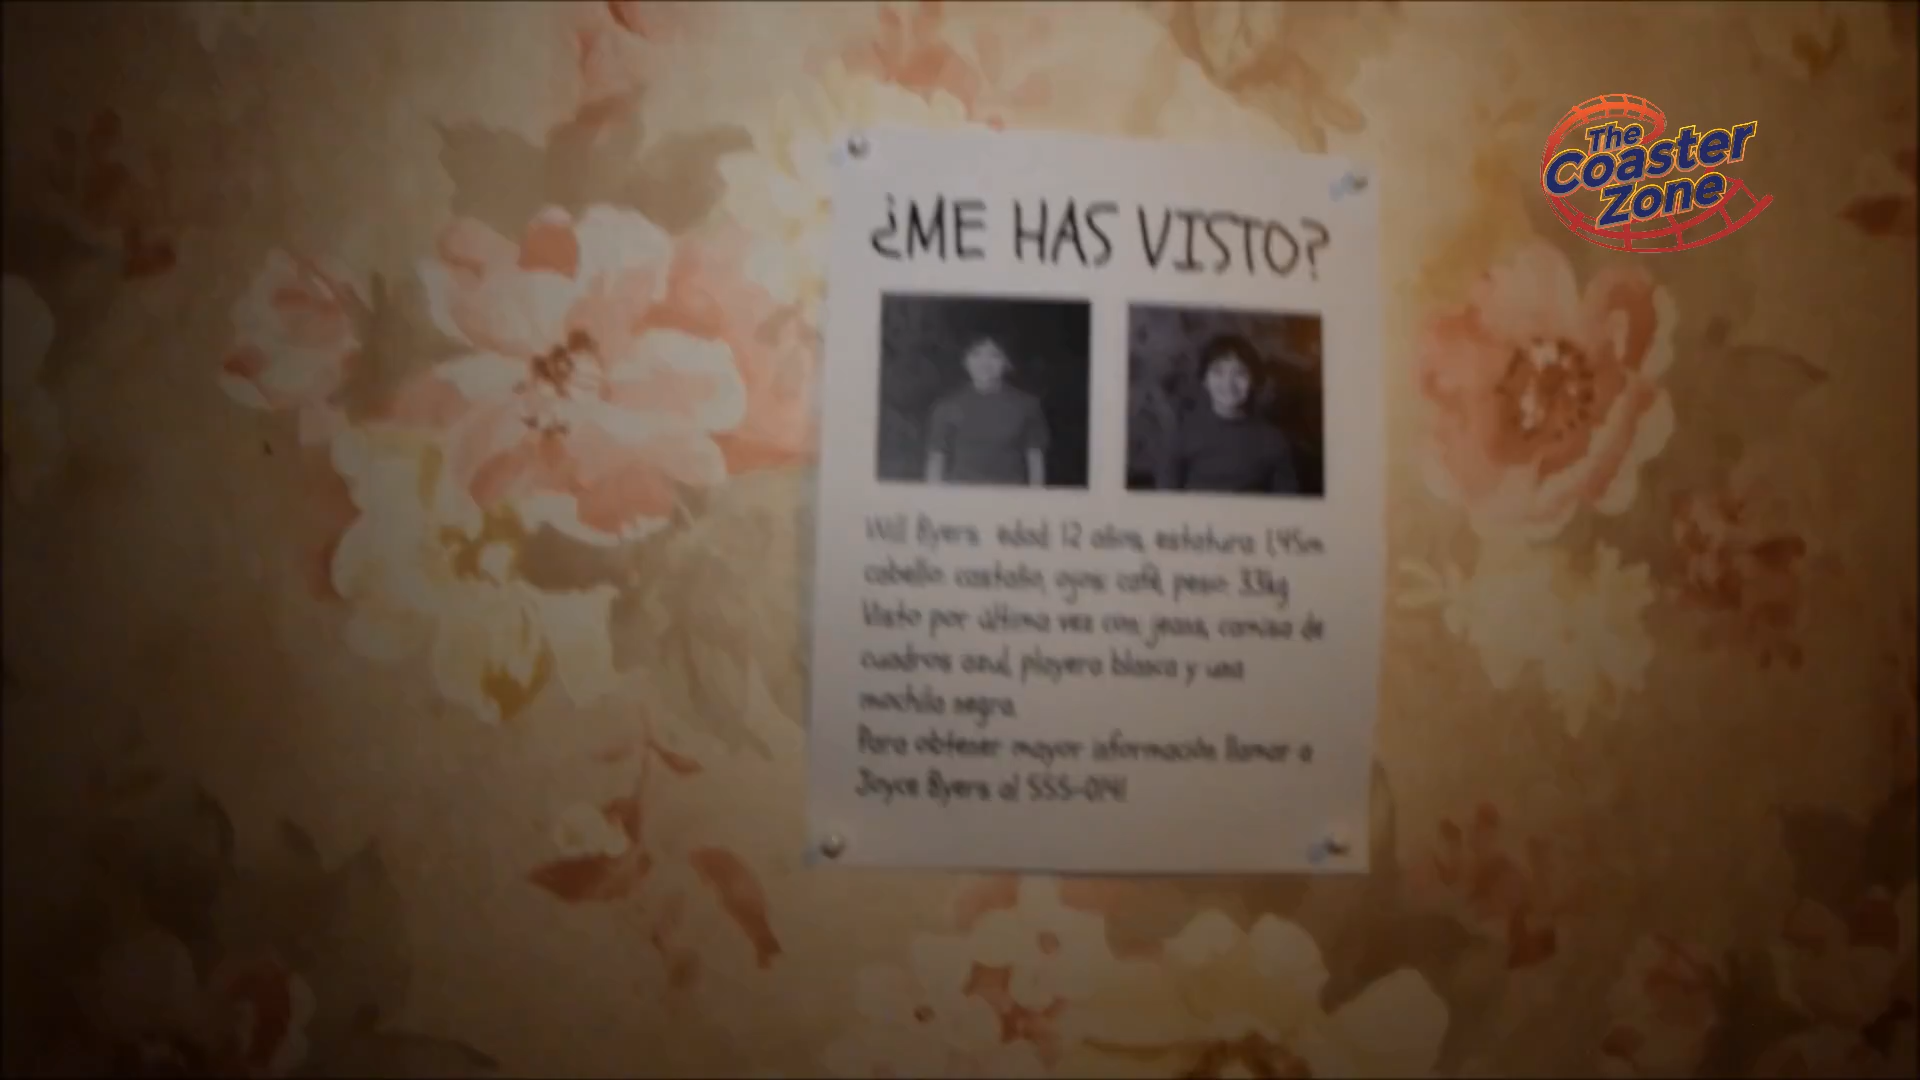 The
Coaster
Zone
¿ME HAS VISTO?
Will Byers edad 12 años, estatura 1.45m
cabello castaño, ojos café, peso 33kg
Visto por última vez con jeans, camisa de
cuadros azul, playera blanca y una
mochila negra.
Para obtener mayor información llamar a
Joyce Byers al 555-0141